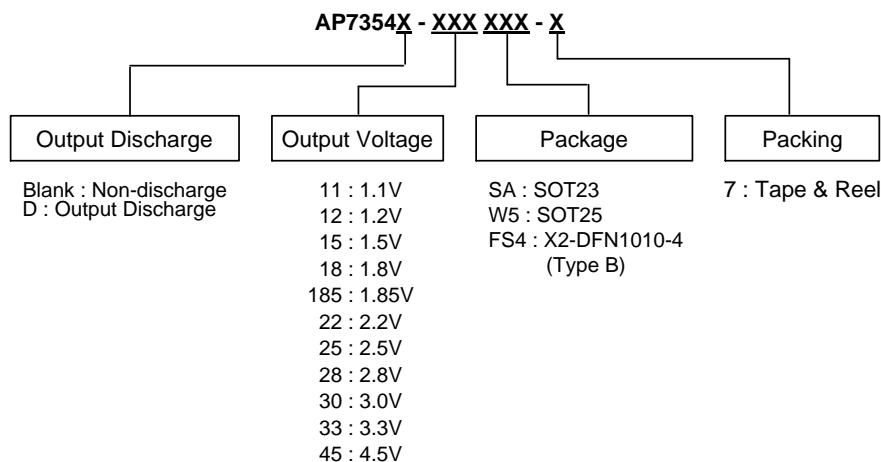 AP7354X - XXX XXX - X
Output Discharge
Blank : Non-discharge
D : Output Discharge
Output Voltage
11 : 1.1V
12 : 1.2V
15 : 1.5V
18 : 1.8V
185 : 1.85V
22 : 2.2V
25 : 2.5V
28 : 2.8V
30 : 3.0V
33 : 3.3V
45 : 4.5V
Package
SA : SOT23
W5 : SOT25
FS4 : X2-DFN1010-4
(Type B)
Packing
7 : Tape & Reel